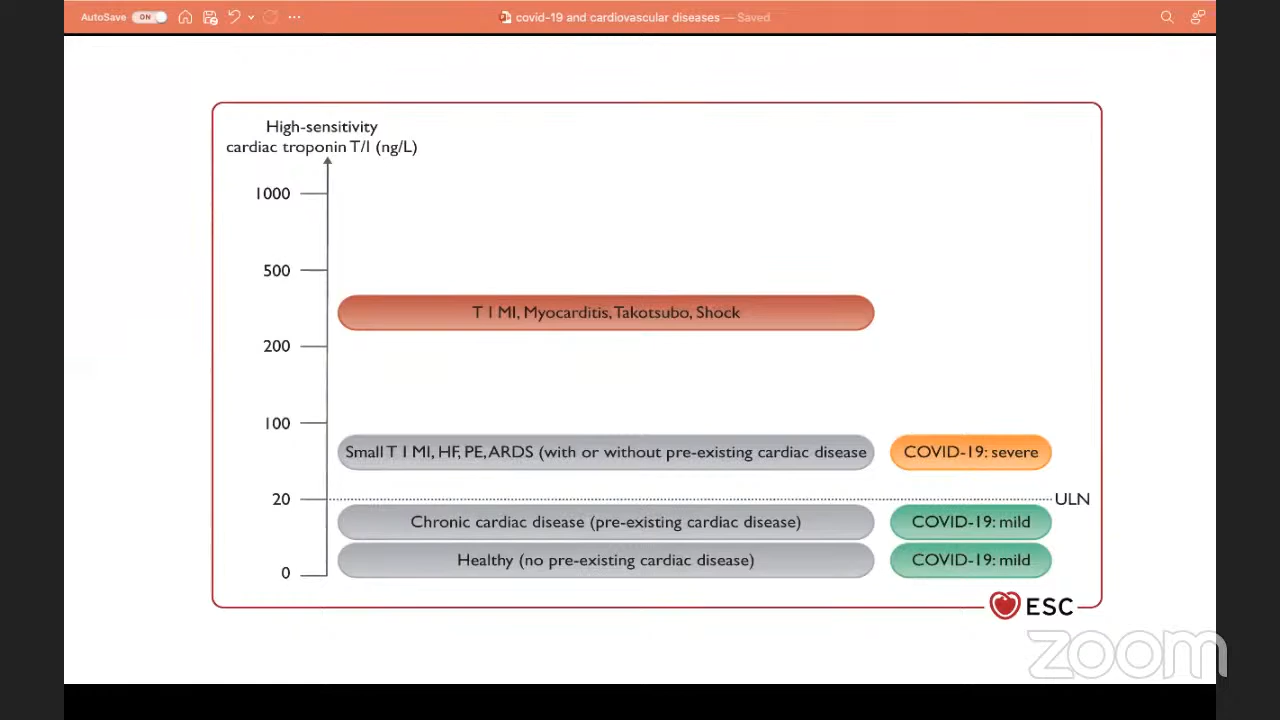 AutoSave ON
covid-19 and cardiovascular diseases — Saved
High-sensitivity
cardiac troponin T/I (ng/L)
1000
500
T 1 MI, Myocarditis, Takotsubo, Shock
200
100
Small T 1 MI, HF, PE, ARDS (with or without pre-existing cardiac disease COVID-19: severe
20 ULN
Chronic cardiac disease (pre-existing cardiac disease) COVID-19: mild
Healthy (no pre-existing cardiac disease) COVID-19: mild
0
ESC
zoom